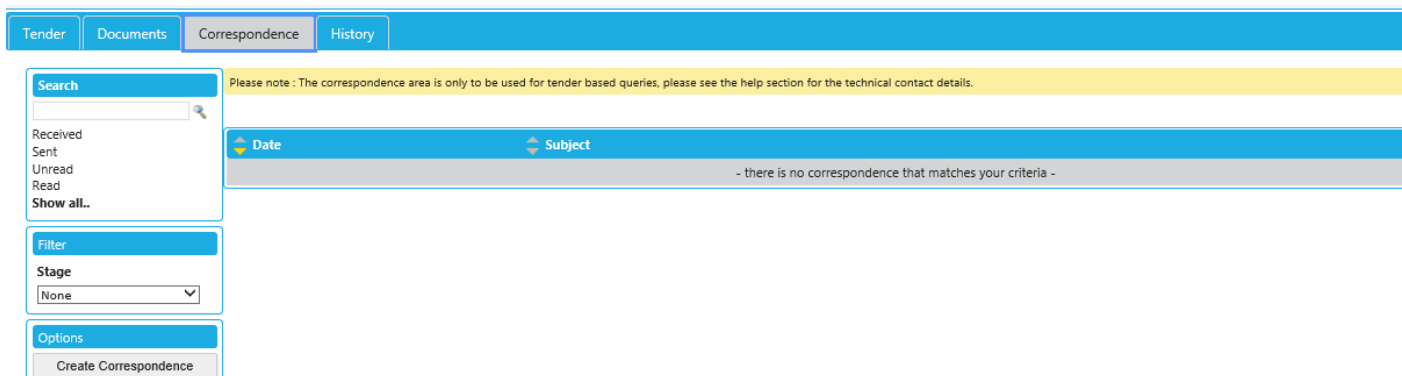 Tender Documents Correspondence History
Please note : The correspondence area is only to be used for tender based queries, please see the help section for the technical contact details.
Search
Received
Sent
Unread
Read
Show all..
Filter
Stage
None
Options
Create Correspondence
Date Subject
- there is no correspondence that matches your criteria -